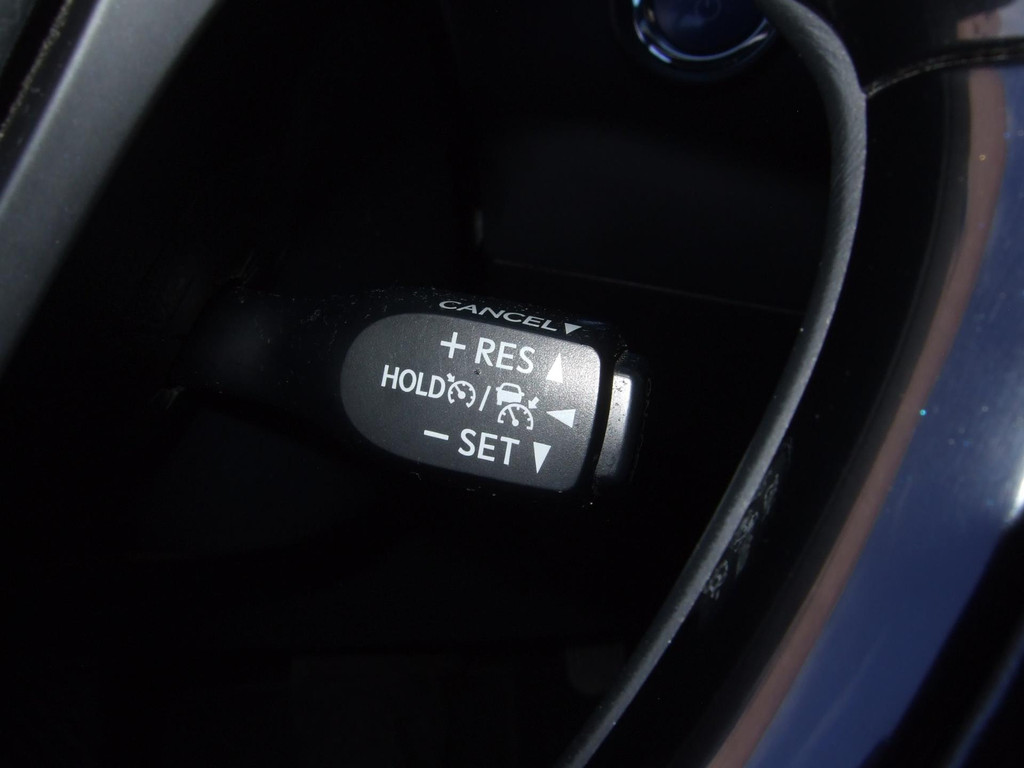 CANCEL
+ RES
HOLD /
- SET